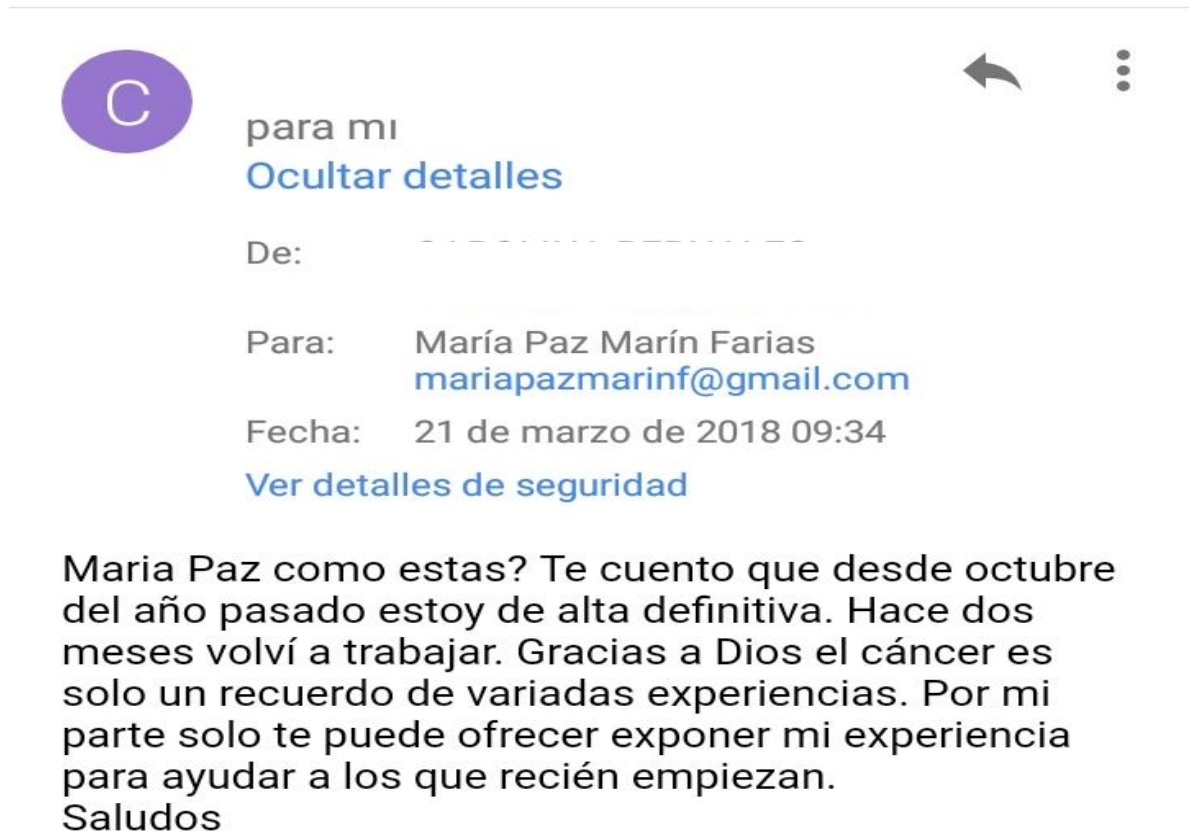 C
para mi
Ocultar detalles
De:
Para: María Paz Marín Farias
mariapazmarinf@gmail.com
Fecha: 21 de marzo de 2018 09:34
Ver detalles de seguridad
Maria Paz como estas? Te cuento que desde octubre
del año pasado estoy de alta definitiva. Hace dos
meses volví a trabajar. Gracias a Dios el cáncer es
solo un recuerdo de variadas experiencias. Por mi
parte solo te puede ofrecer exponer mi experiencia
para ayudar a los que recién empiezan.
Saludos